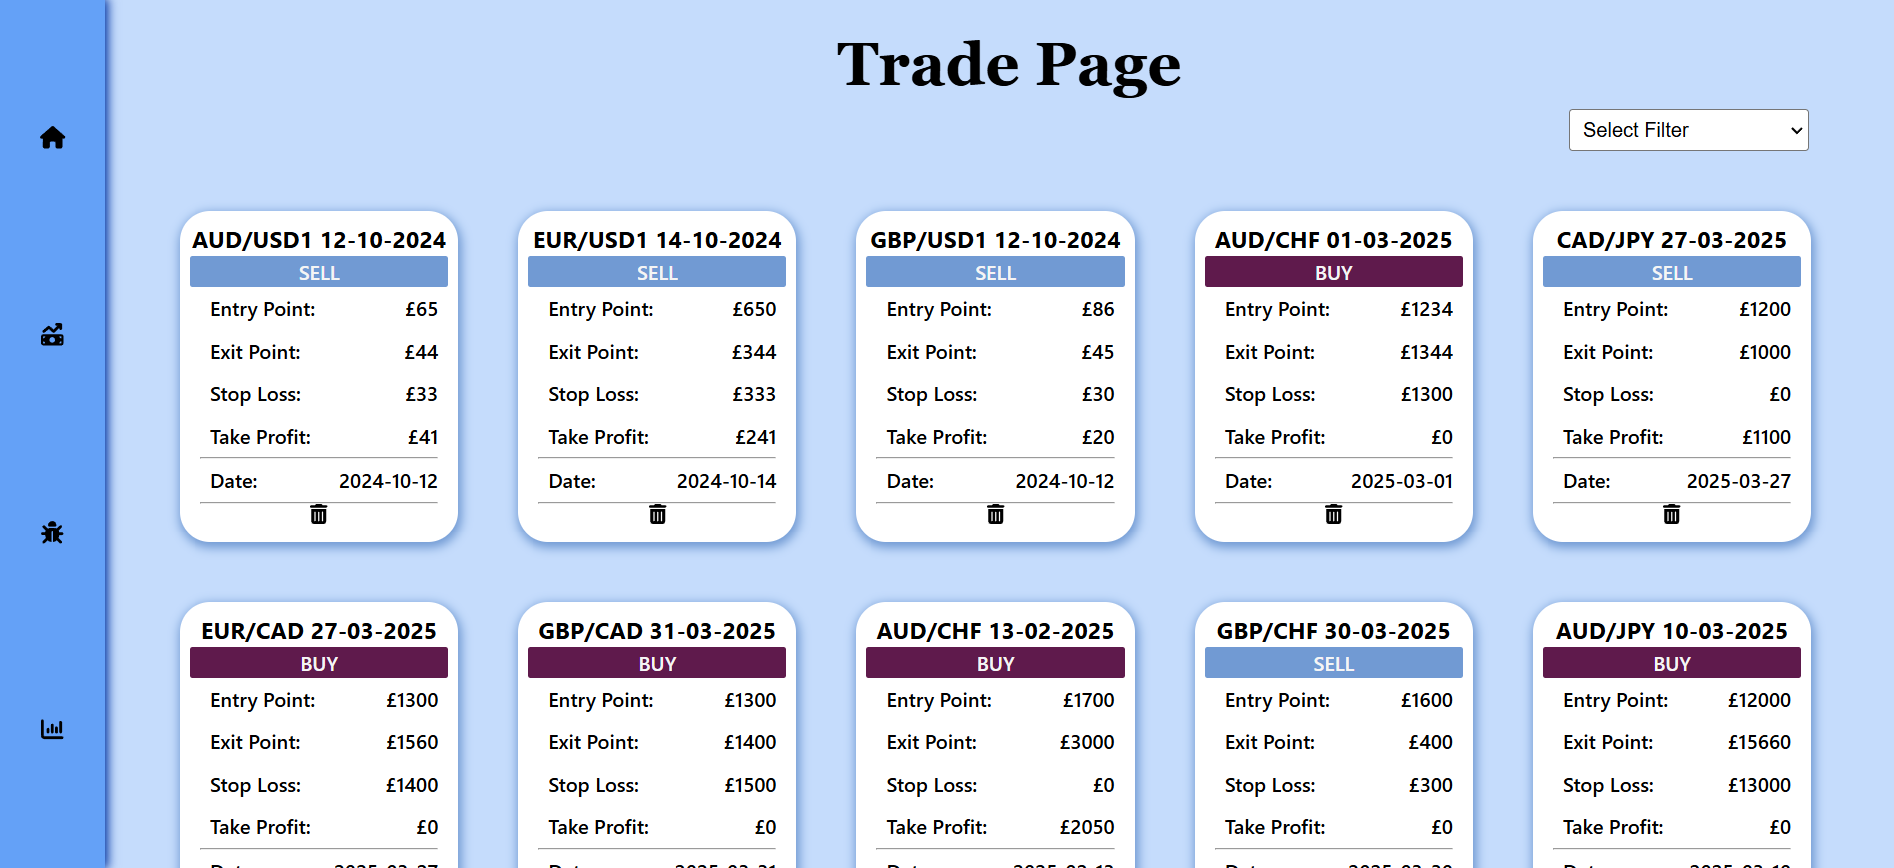 Trade Page
Select Filter
AUD/USD1 12-10-2024
SELL
Entry Point: £65
Exit Point: £44
Stop Loss: £33
Take Profit: £41
Date: 2024-10-12
EUR/USD1 14-10-2024
SELL
Entry Point: £650
Exit Point: £344
Stop Loss: £333
Take Profit: £241
Date: 2024-10-14
GBP/USD1 12-10-2024
SELL
Entry Point: £86
Exit Point: £45
Stop Loss: £30
Take Profit: £20
Date: 2024-10-12
AUD/CHF 01-03-2025
BUY
Entry Point: £1234
Exit Point: £1344
Stop Loss: £1300
Take Profit: £0
Date: 2025-03-01
CAD/JPY 27-03-2025
SELL
Entry Point: £1200
Exit Point: £1000
Stop Loss: £0
Take Profit: £1100
Date: 2025-03-27
EUR/CAD 27-03-2025
BUY
Entry Point: £1300
Exit Point: £1560
Stop Loss: £1400
Take Profit: £0
GBP/CAD 31-03-2025
BUY
Entry Point: £1300
Exit Point: £1400
Stop Loss: £1500
Take Profit: £0
AUD/CHF 13-02-2025
BUY
Entry Point: £1700
Exit Point: £3000
Stop Loss: £0
Take Profit: £2050
GBP/CHF 30-03-2025
SELL
Entry Point: £1600
Exit Point: £400
Stop Loss: £300
Take Profit: £0
AUD/JPY 10-03-2025
BUY
Entry Point: £12000
Exit Point: £15660
Stop Loss: £13000
Take Profit: £0